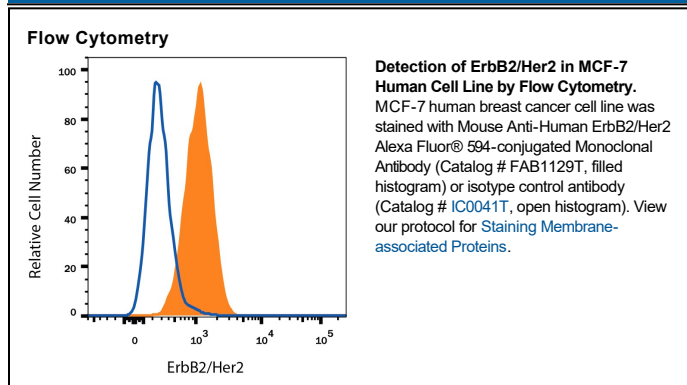 Flow Cytometry
Detection of ErbB2/Her2 in MCF-7
Human Cell Line by Flow Cytometry.
MCF-7 human breast cancer cell line was
stained with Mouse Anti-Human ErbB2/Her2
Alexa Fluor® 594-conjugated Monoclonal
Antibody (Catalog # FAB1129T, filled
histogram) or isotype control antibody
(Catalog # IC0041T, open histogram). View
our protocol for Staining Membrane-
associated Proteins.
Relative Cell Number
100
80
60
40
20
0
0 10³ 10⁴ 10⁵
ErbB2/Her2